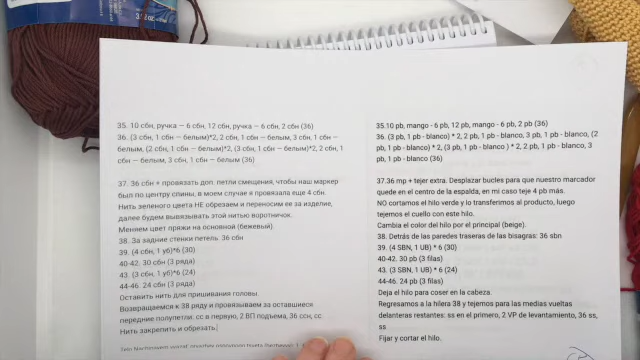 35. 10 сбн, ручка — 6 сбн, 12 сбн, ручка — 6 сбн, 2 сбн (36)
36. (3 сбн, 1 сбн — белым)*2, 2 сбн, 1 сбн — белым, 3 сбн, 1 сбн —
белым, (2 сбн, 1 сбн — белым)*2, (3 сбн, 1 сбн — белым)*2, 2 сбн, 1
сбн — белым, 3 сбн, 1 сбн — белым (36)
37. 36 сбн + провязать доп. петли смещения, чтобы наш маркер
был по центру спины, в моем случае я провязала еще 4 сбн.
Нить зеленого цвета НЕ обрезаем и переносим ее за изделие,
далее будем вывязывать этой нитью воротничок.
Меняем цвет пряжи на основной (бежевый)
38. За задние стенки петель. 36 сбн
39. (4 сбн, 1 уб)*6 (30)
40-42. 30 сбн (3 ряда)
43. (3 сбн, 1 уб)*6 (24)
44-46. 24 сбн (3 ряда)
Оставить нить для пришивания головы.
Возвращаемся к 38 ряду и провязываем за оставшиеся
передние полупетли: сс в первую, 2 ВП подъема, 36 ссн, сс
Нить закрепить и обрезать.
35.10 pb, mango - 6 pb, 12 pb, mango - 6 pb, 2 pb (36)
36. (3 pb, 1 pb - blanco) * 2, 2 pb, 1 pb - blanco, 3 pb, 1 pb - blanco, (2
pb, 1 pb - blanco) * 2, (3 pb, 1 pb ) * 2, 2 pb, 1 pb - blanco, 3
pb, 1 pb - blanco (36)
37.36 mp + tejer extra. Desplazar bucles para que nuestro marcador
quede en el centro de la espalda, en mi caso teje 4 pb más.
NO cortamos el hilo verde y lo transferimos al producto, luego
tejemos el cuello con este hilo.
Cambia el color del hilo por el principal (beige).
38. Detrás de las paredes traseras de las bisagras: 36 sbn
39. (4 SBN, 1 UB) * 6 (30)
40-42. 30 pb (3 filas)
43. (3 SBN, 1 UB) * 6 (24)
44-46. 24 pb (3 filas)
Deja el hilo para coser en la cabeza.
Regresamos a la hilera 38 y tejemos para las medias vueltas
delanteras restantes: ss en el primero, 2 VP de levantamiento, 36 ss,
ss
Fijar y cortar el hilo.